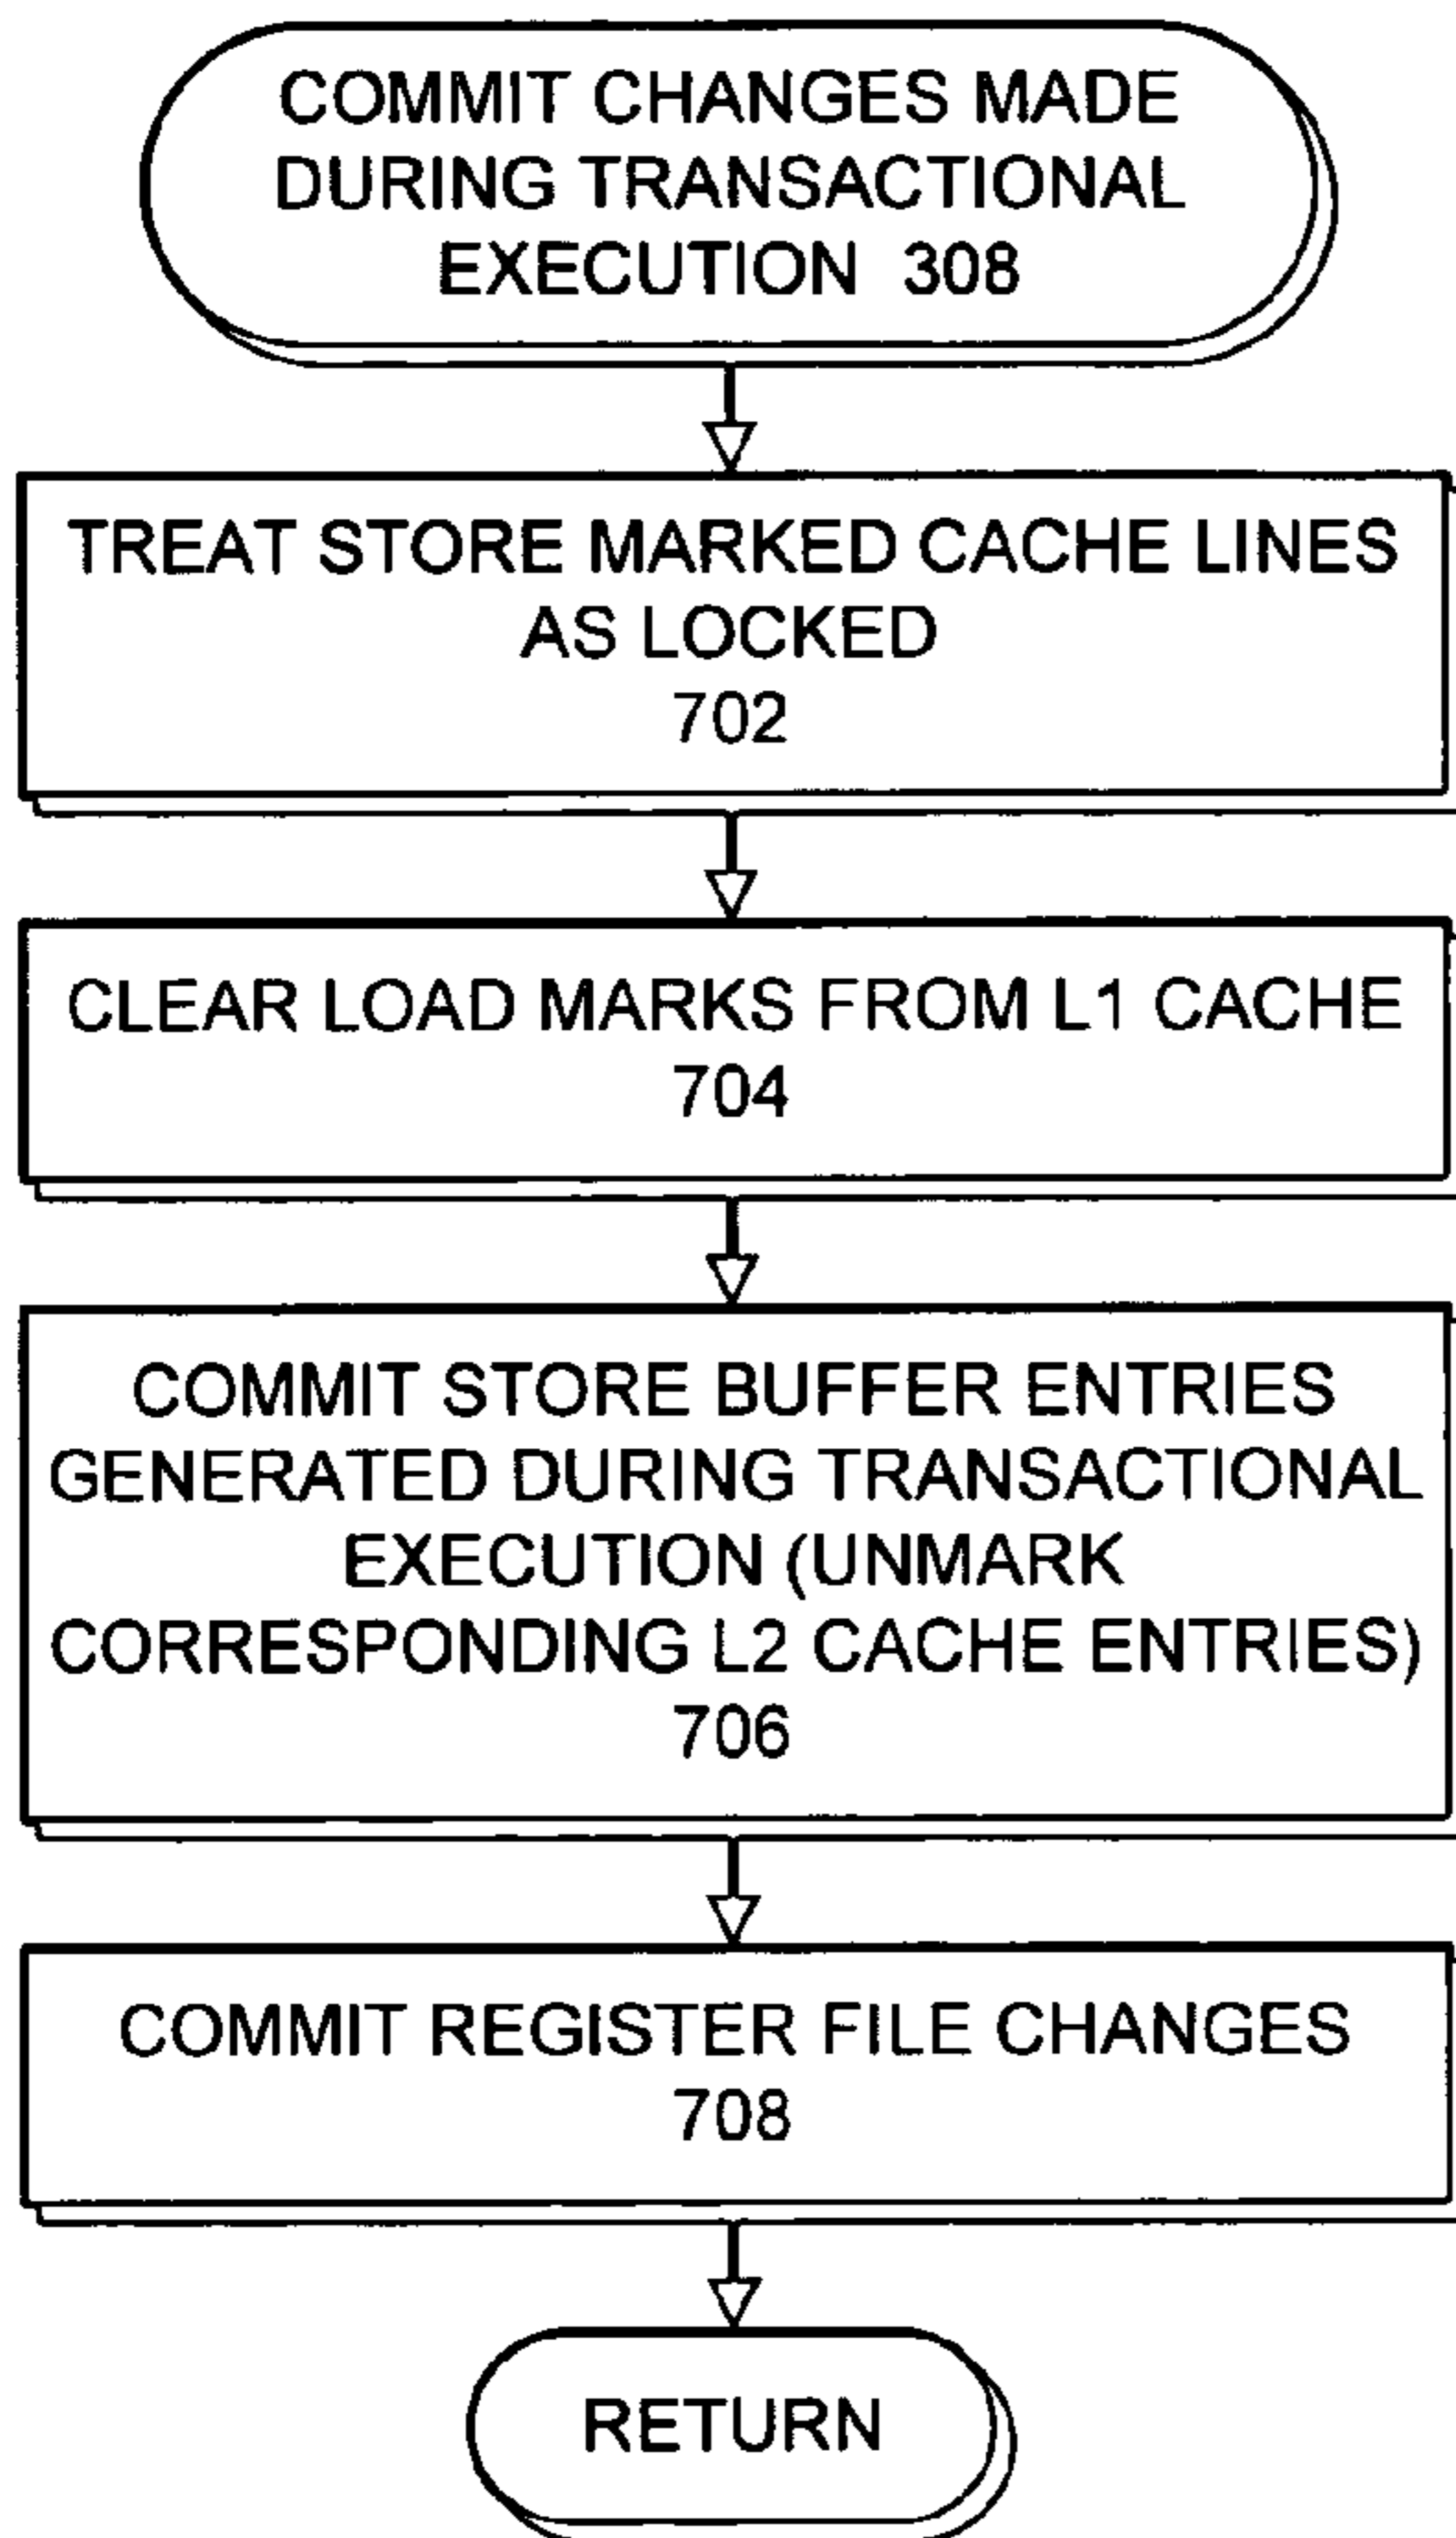 COMMIT CHANGES MADE
DURING TRANSACTIONAL
EXECUTION 308
TREAT STORE MARKED CACHE LINES
AS LOCKED
702
CLEAR LOAD MARKS FROM L1 CACHE
704
COMMIT STORE BUFFER ENTRIES
GENERATED DURING TRANSACTIONAL
EXECUTION (UNMARK
CORRESPONDING L2 CACHE ENTRIES)
706
COMMIT REGISTER FILE CHANGES
708
RETURN